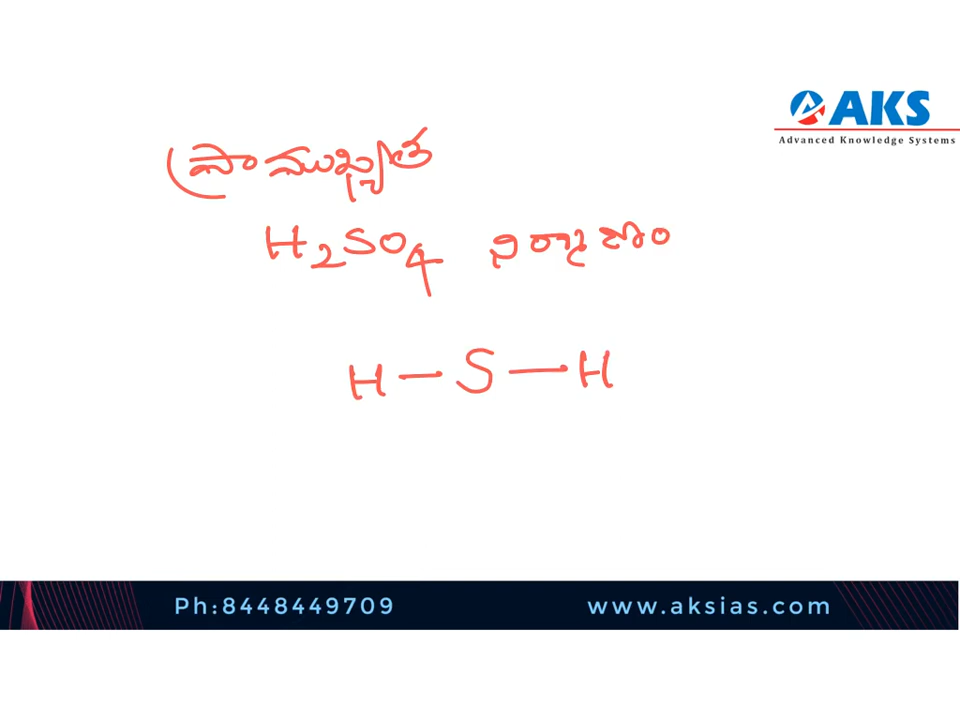 AKS
Advanced Knowledge Systems
ప్రాముఖ్యత
H₂SO₄ నిర్మాణం
H – S – H
Ph:8448449709 www.aksias.com